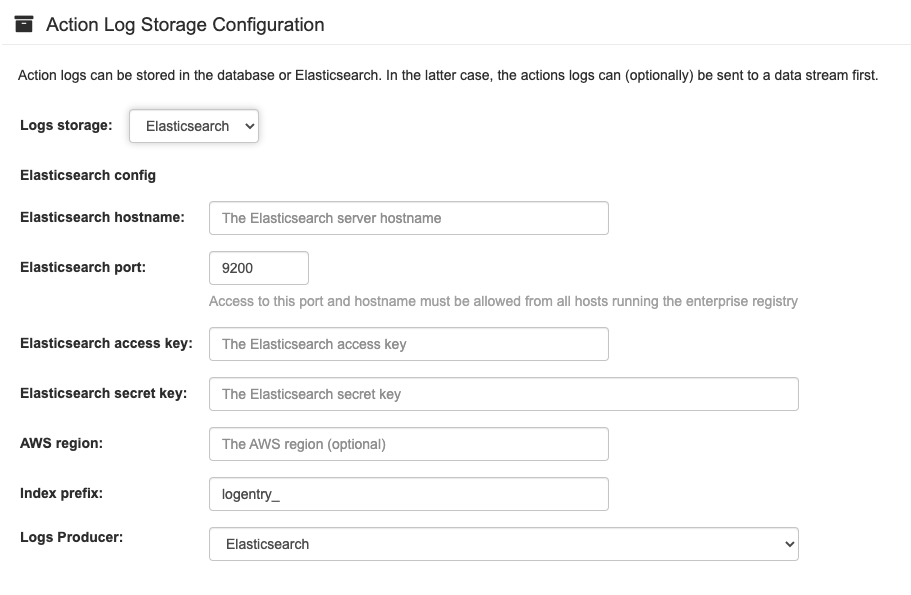 Action Log Storage Configuration
Action logs can be stored in the database or Elasticsearch. In the latter case, the actions logs can (optionally) be sent to a data stream first.
Logs storage: Elasticsearch
Elasticsearch config
Elasticsearch hostname: The Elasticsearch server hostname
Elasticsearch port: 9200
Access to this port and hostname must be allowed from all hosts running the enterprise registry
Elasticsearch access key: The Elasticsearch access key
Elasticsearch secret key: The Elasticsearch secret key
AWS region: The AWS region (optional)
Index prefix: logentry_
Logs Producer: Elasticsearch